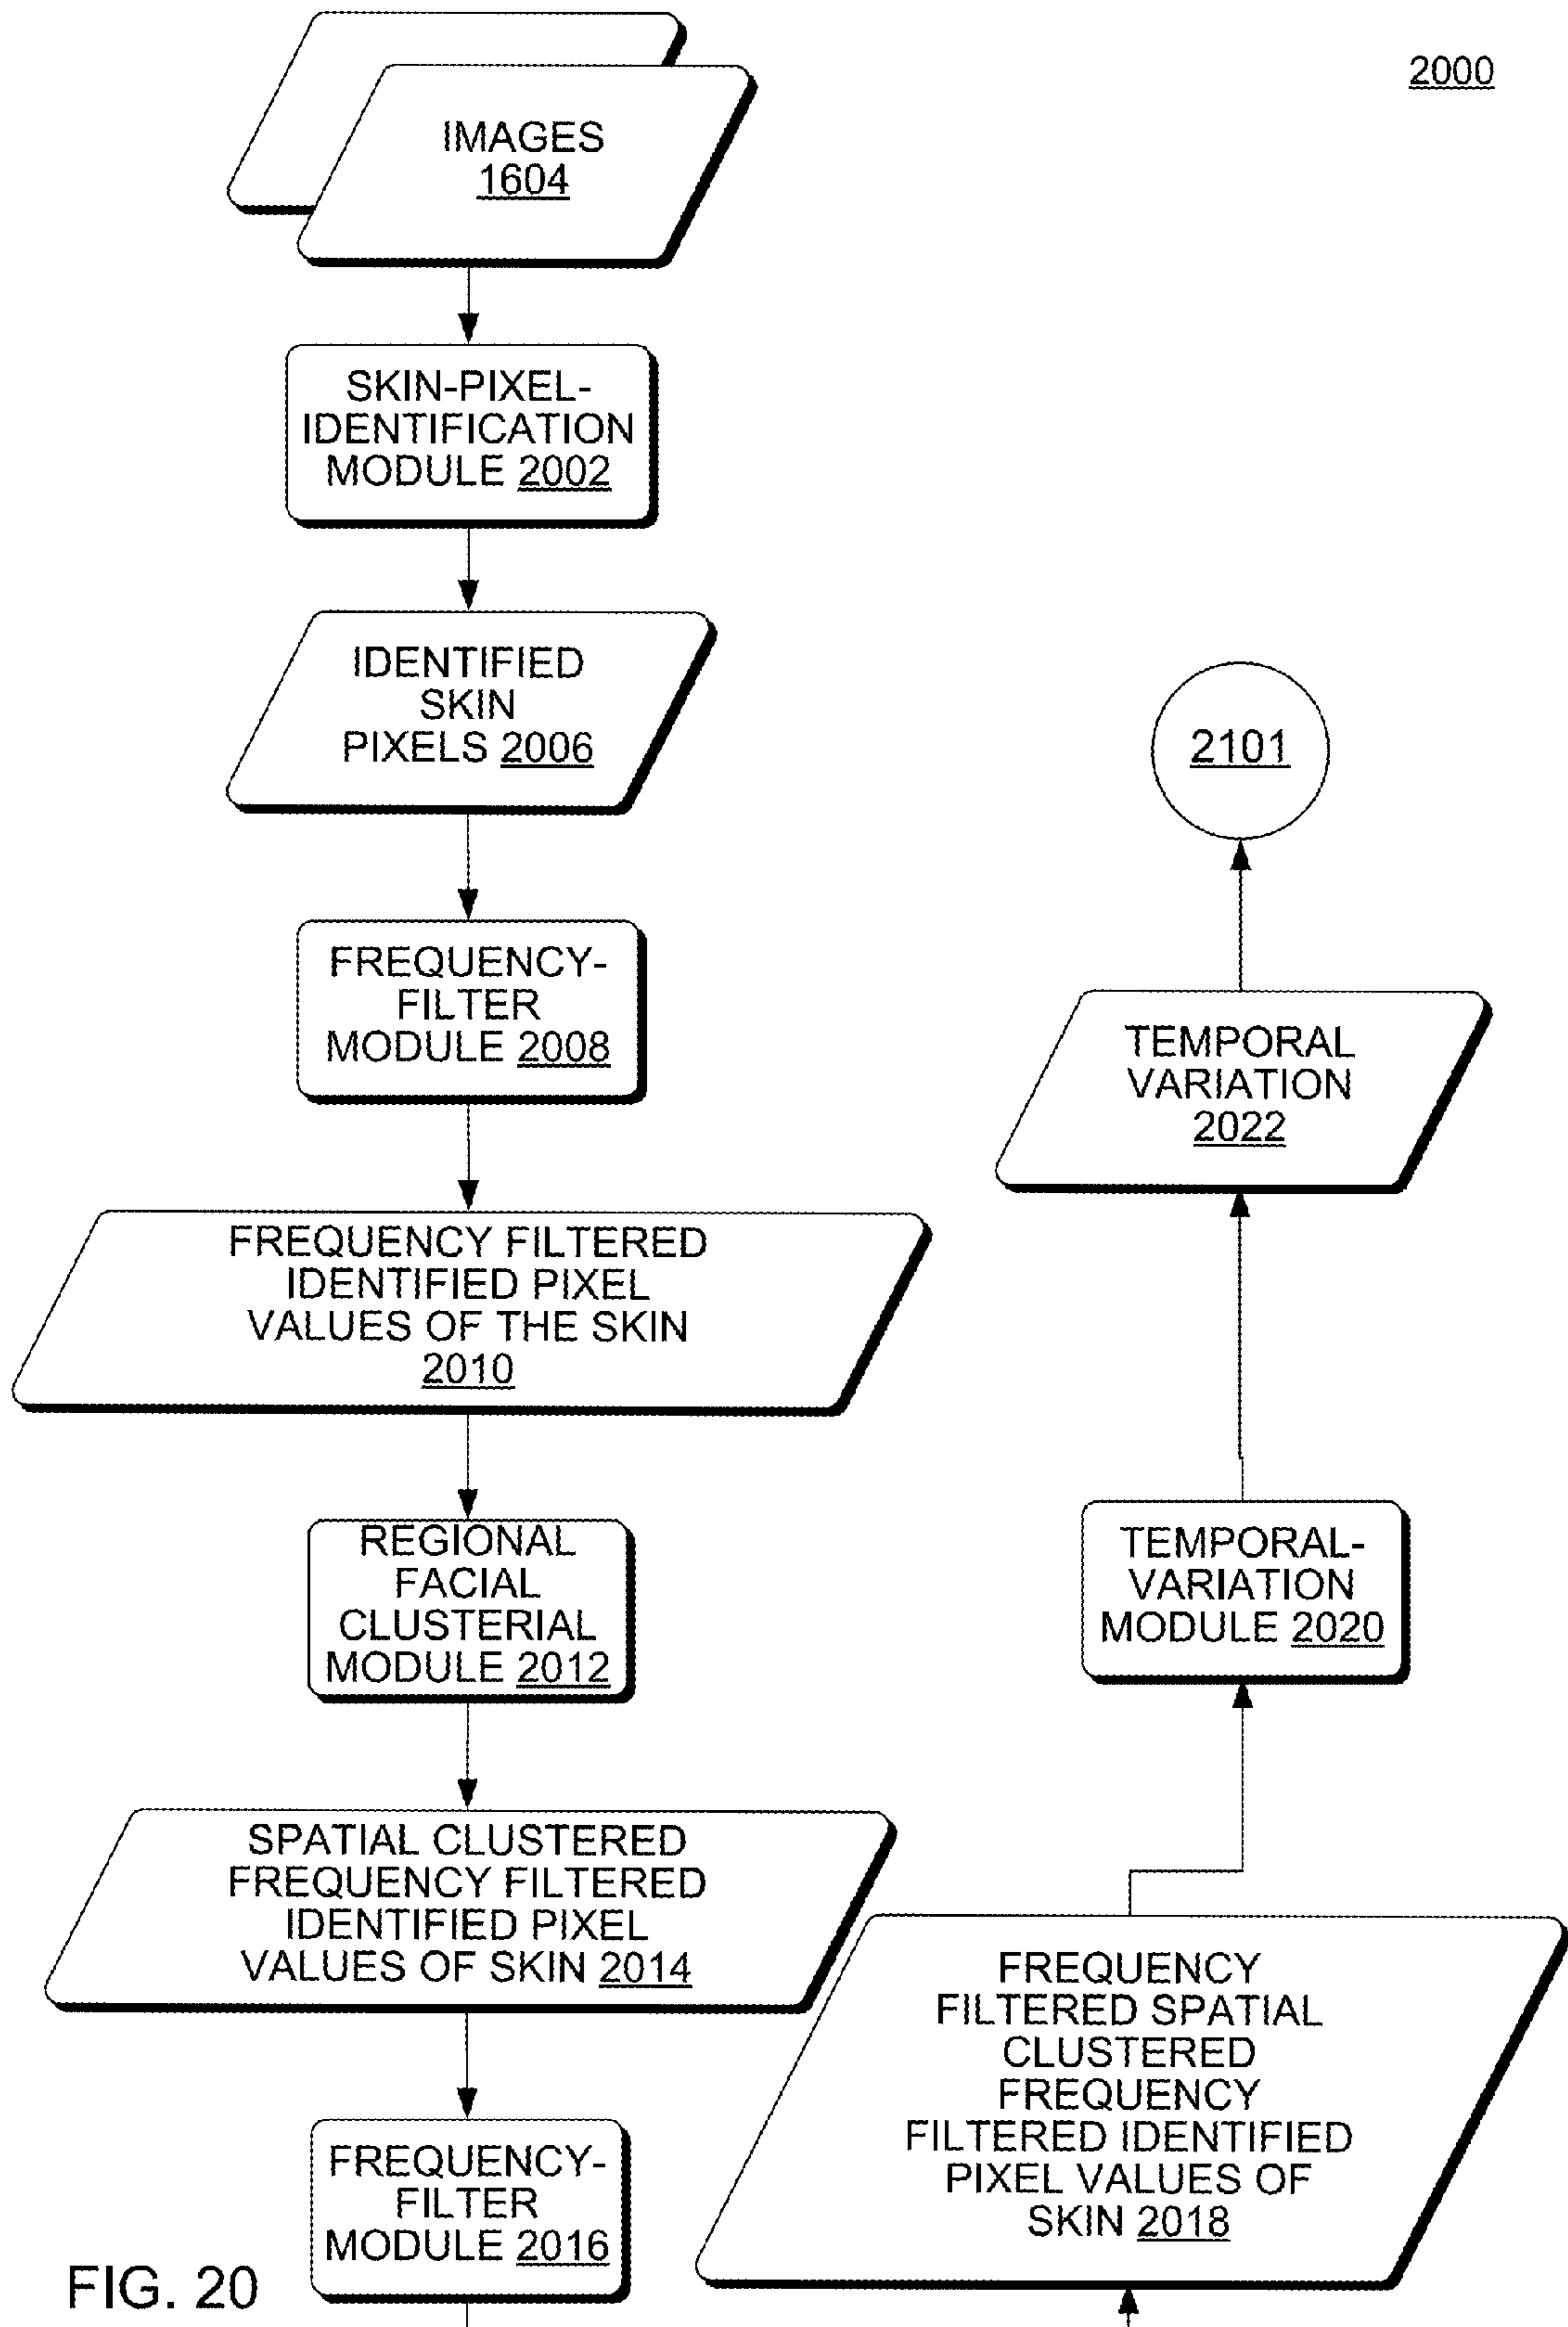 2000
IMAGES
1604
SKIN-PIXEL-
IDENTIFICATION
MODULE 2002
IDENTIFIED
SKIN
PIXELS 2006
FREQUENCY-
FILTER
MODULE 2008
FREQUENCY FILTERED
IDENTIFIED PIXEL
VALUES OF THE SKIN
2010
REGIONAL
FACIAL
CLUSTERIAL
MODULE 2012
SPATIAL CLUSTERED
FREQUENCY FILTERED
IDENTIFIED PIXEL
VALUES OF SKIN 2014
FREQUENCY-
FILTER
MODULE 2016
FREQUENCY
FILTERED SPATIAL
CLUSTERED
FREQUENCY
FILTERED IDENTIFIED
PIXEL VALUES OF
SKIN 2018
TEMPORAL-
VARIATION
MODULE 2020
TEMPORAL
VARIATION
2022
2101
FIG. 20